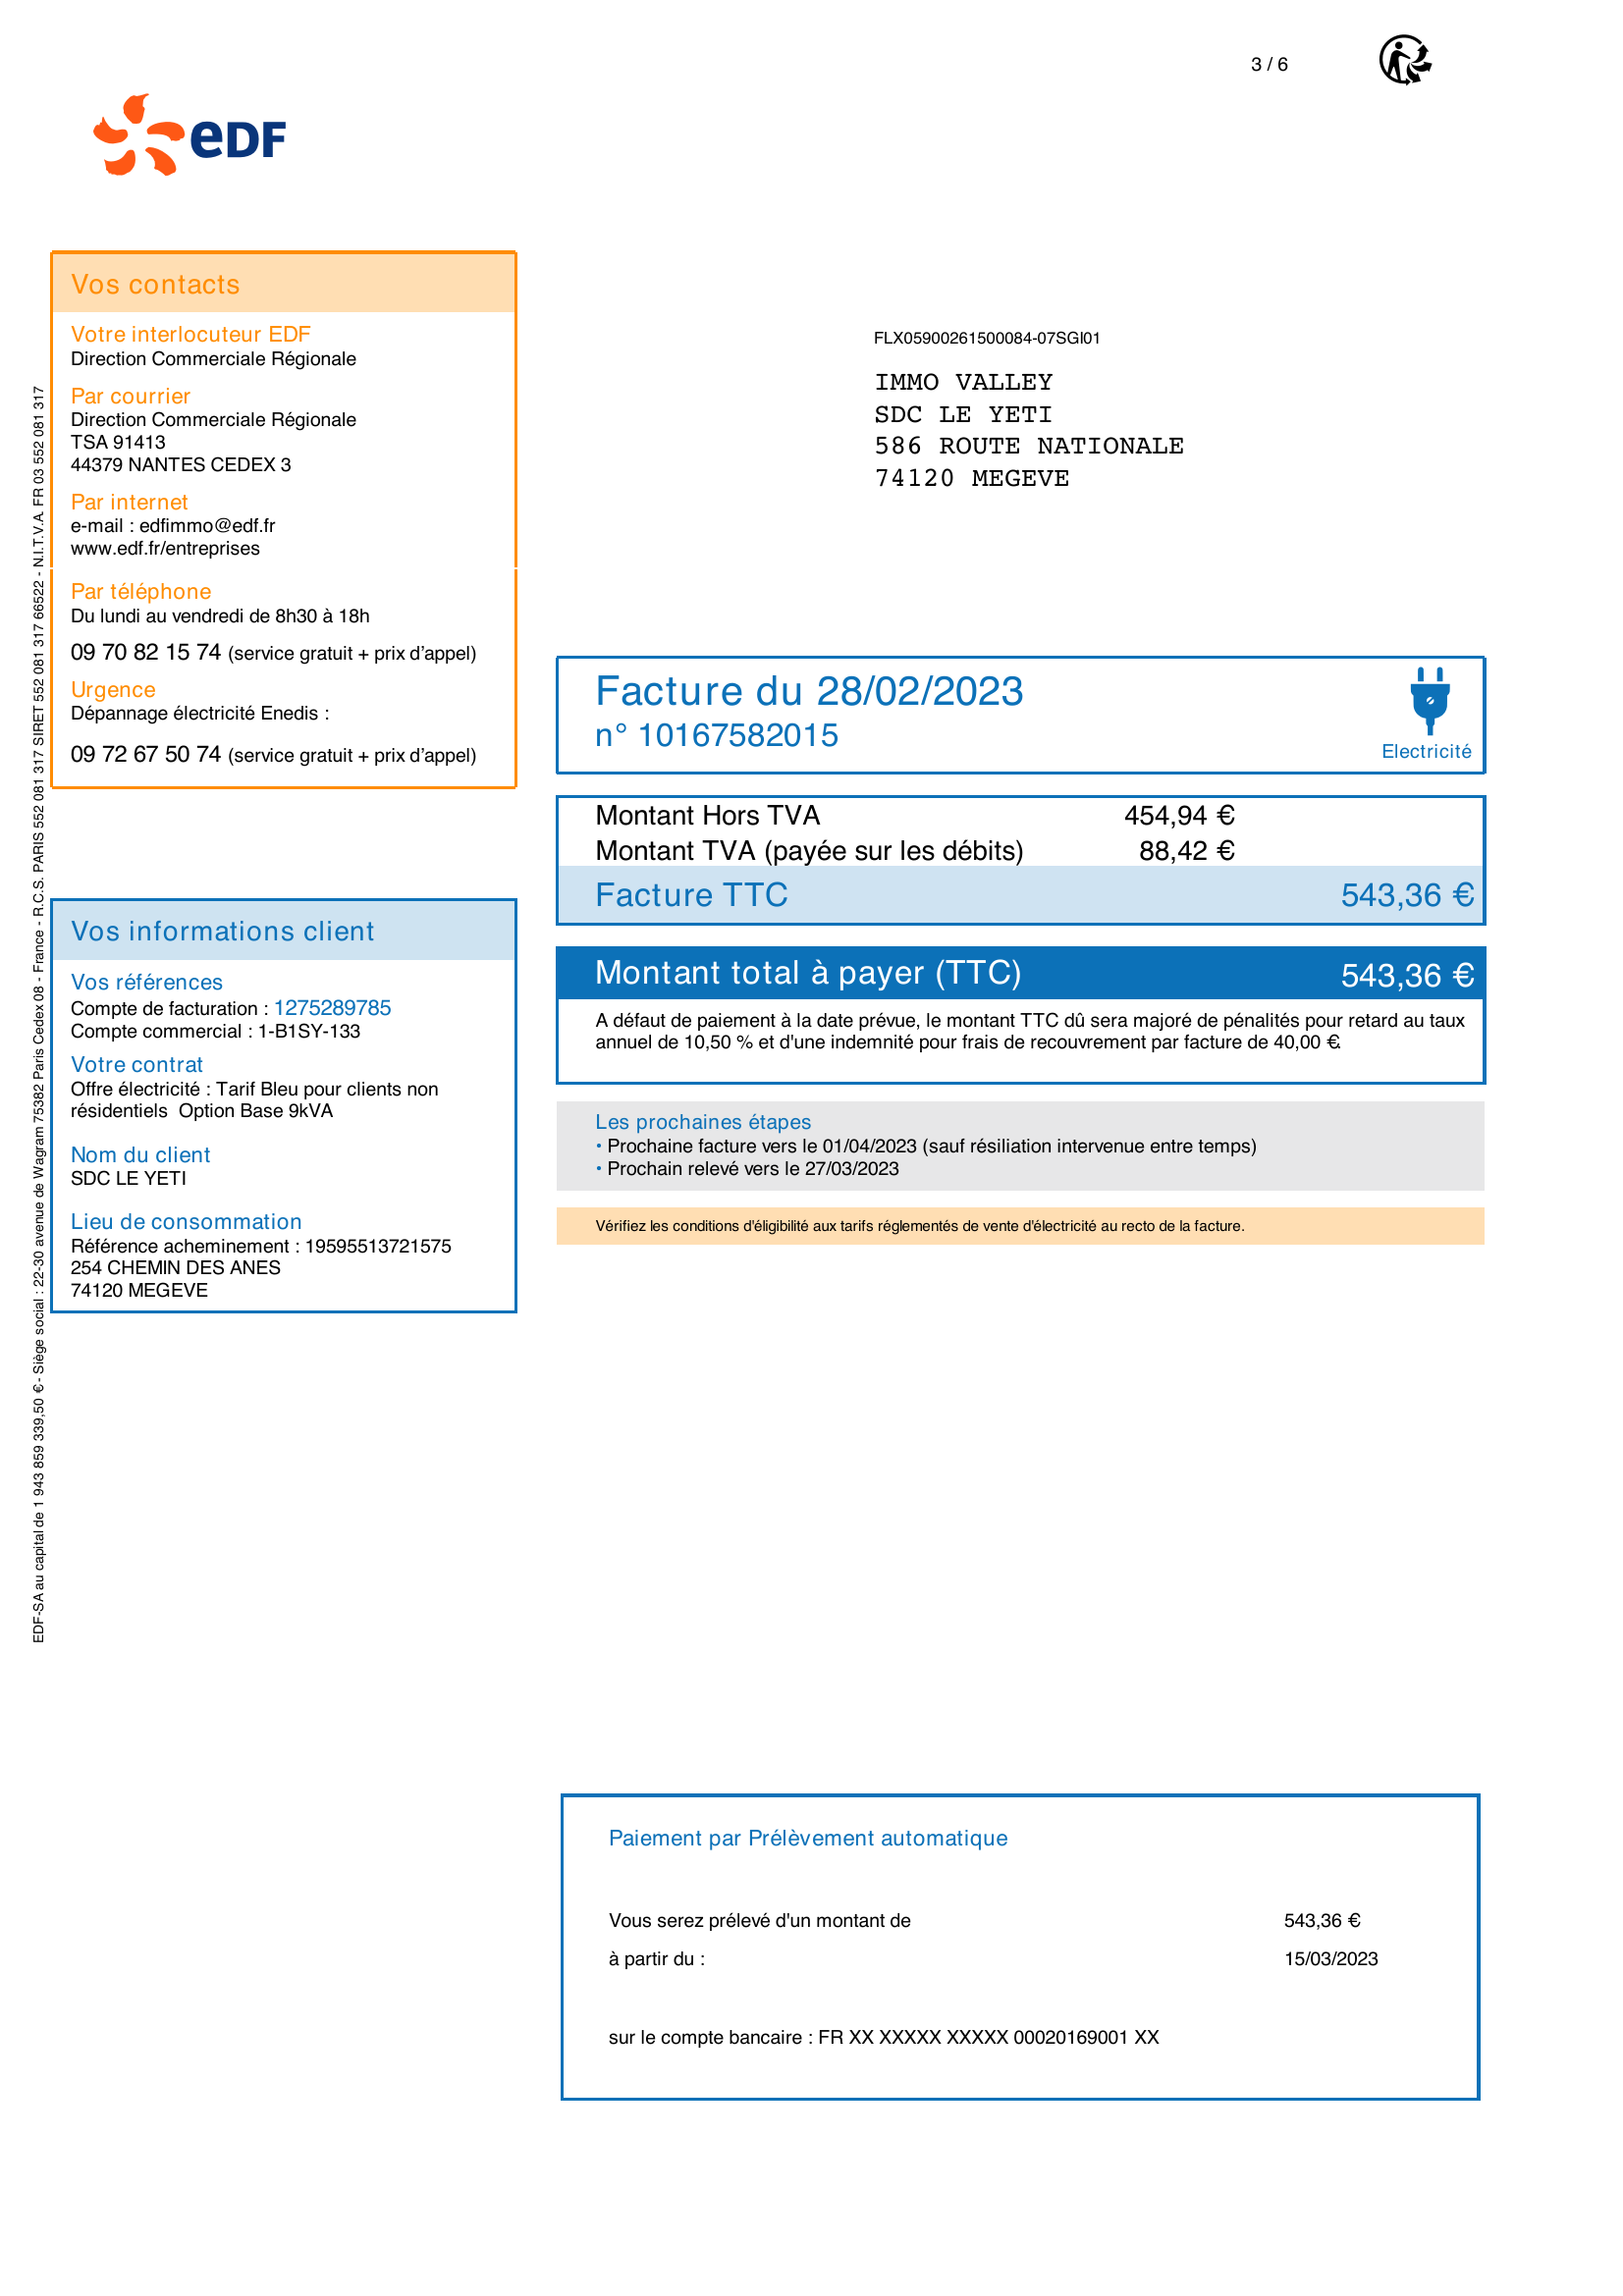 3 / 6
eDF
Vos contacts
Votre interlocuteur EDF
Direction Commerciale Régionale
Par courrier
Direction Commerciale Régionale
TSA 91413
44379 NANTES CEDEX 3
Par internet
e-mail : edfimmo@edf.fr
www.edf.fr/entreprises
Par téléphone
Du lundi au vendredi de 8h30 à 18h
09 70 82 15 74 (service gratuit + prix d'appel)
Urgence
Dépannage électricité Enedis :
09 72 67 50 74 (service gratuit + prix d'appel)
FLX05900261500084-07SGI01
IMMO VALLEY
SDC LE YETI
586 ROUTE NATIONALE
74120 MEGEVE
Facture du 28/02/2023
n° 10167582015
Electricité
Montant Hors TVA 454,94 €
Montant TVA (payée sur les débits) 88,42 €
Facture TTC 543,36 €
Montant total à payer (TTC) 543,36 €
A défaut de paiement à la date prévue, le montant TTC dû sera majoré de pénalités pour retard au taux
annuel de 10,50 % et d'une indemnité pour frais de recouvrement par facture de 40,00 €.
Les prochaines étapes
• Prochaine facture vers le 01/04/2023 (sauf résiliation intervenue entre temps)
• Prochain relevé vers le 27/03/2023
Vérifiez les conditions d'éligibilité aux tarifs réglementés de vente d'électricité au recto de la facture.
Vos informations client
Vos références
Compte de facturation : 1275289785
Compte commercial : 1-B1SY-133
Votre contrat
Offre électricité : Tarif Bleu pour clients non
résidentiels Option Base 9kVA
Nom du client
SDC LE YETI
Lieu de consommation
Référence acheminement : 19595513721575
254 CHEMIN DES ANES
74120 MEGEVE
EDF-SA au capital de 1 943 859 339,50 € - Siège social : 22-30 avenue de Wagram 75382 Paris Cedex 08 - France - R.C.S. PARIS 552 081 317 SIRET 552 081 317 66522 - N.I.T.V.A. FR 03 552 081 317
Paiement par Prélèvement automatique
Vous serez prélevé d'un montant de 543,36 €
à partir du : 15/03/2023
sur le compte bancaire : FR XX XXXXX XXXXX 00020169001 XX